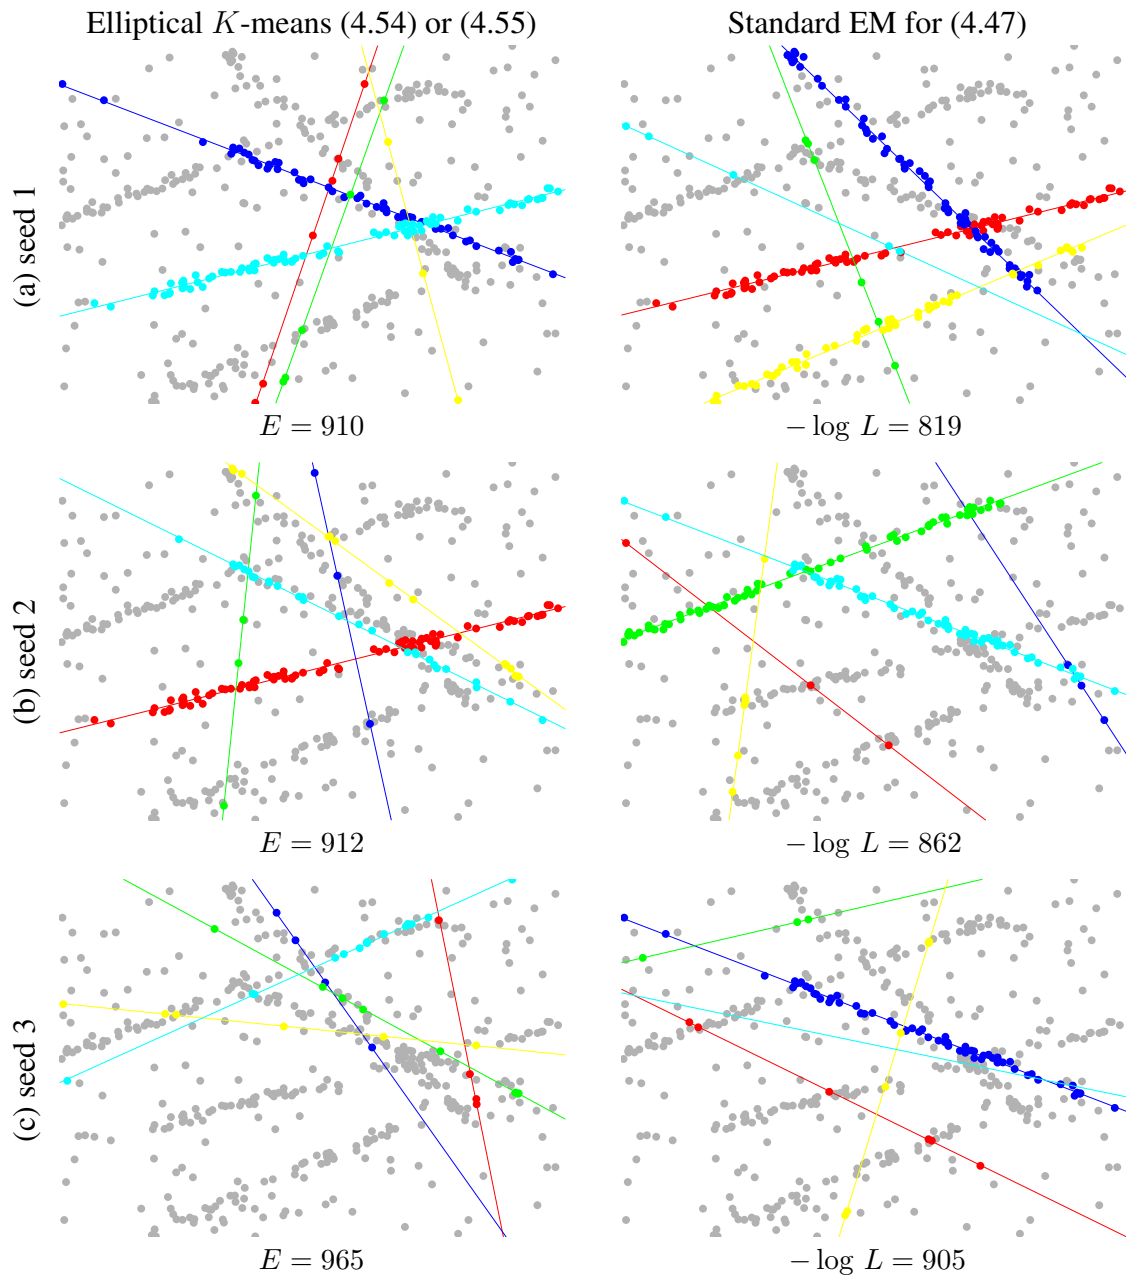 Elliptical K-means (4.54) or (4.55)
Standard EM for (4.47)
(a) seed 1
E = 910
− log L = 819
(b) seed 2
E = 912
− log L = 862
(c) seed 3
E = 965
− log L = 905